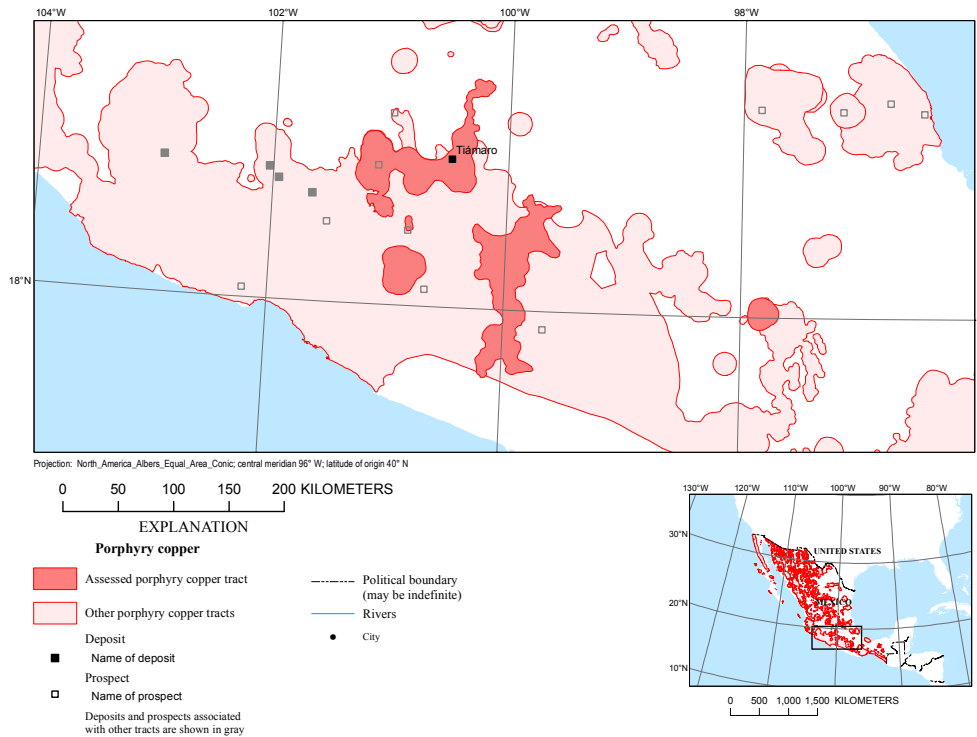 104°W
102°W
100°W
98°W
Tiámaro
18°N
Projection: North_America_Albers_Equal_Area_Conic; central meridian 96° W; latitude of origin 40° N
0 50 100 150 200 KILOMETERS
EXPLANATION
Porphyry copper
Assessed porphyry copper tract
Other porphyry copper tracts
Deposit
Name of deposit
Prospect
Name of prospect
Deposits and prospects associated
with other tracts are shown in gray
Political boundary
(may be indefinite)
Rivers
City
130°W 120°W 110°W 100°W 90°W 80°W
30°N
20°N
10°N
UNITED STATES
MEXICO
0 500 1,000 1,500 KILOMETERS